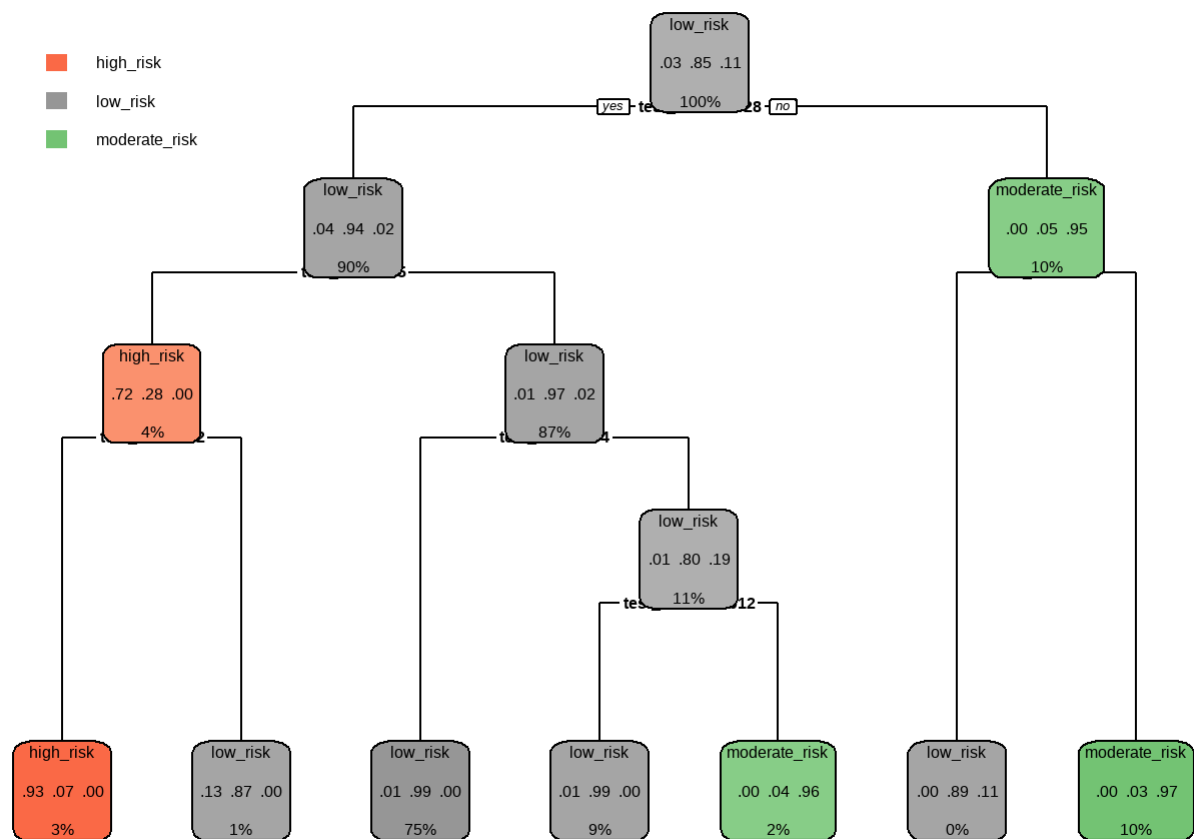 high_risk
low_risk
moderate_risk
low_risk
.03 .85 .11
100%
yes
28
no
low_risk
.04 .94 .02
90%
moderate_risk
.00 .05 .95
10%
high_risk
.72 .28 .00
4%
low_risk
.01 .97 .02
87%
low_risk
.01 .80 .19
11%
high_risk
.93 .07 .00
3%
low_risk
.13 .87 .00
1%
low_risk
.01 .99 .00
75%
low_risk
.01 .99 .00
9%
moderate_risk
.00 .04 .96
2%
low_risk
.00 .89 .11
0%
moderate_risk
.00 .03 .97
10%